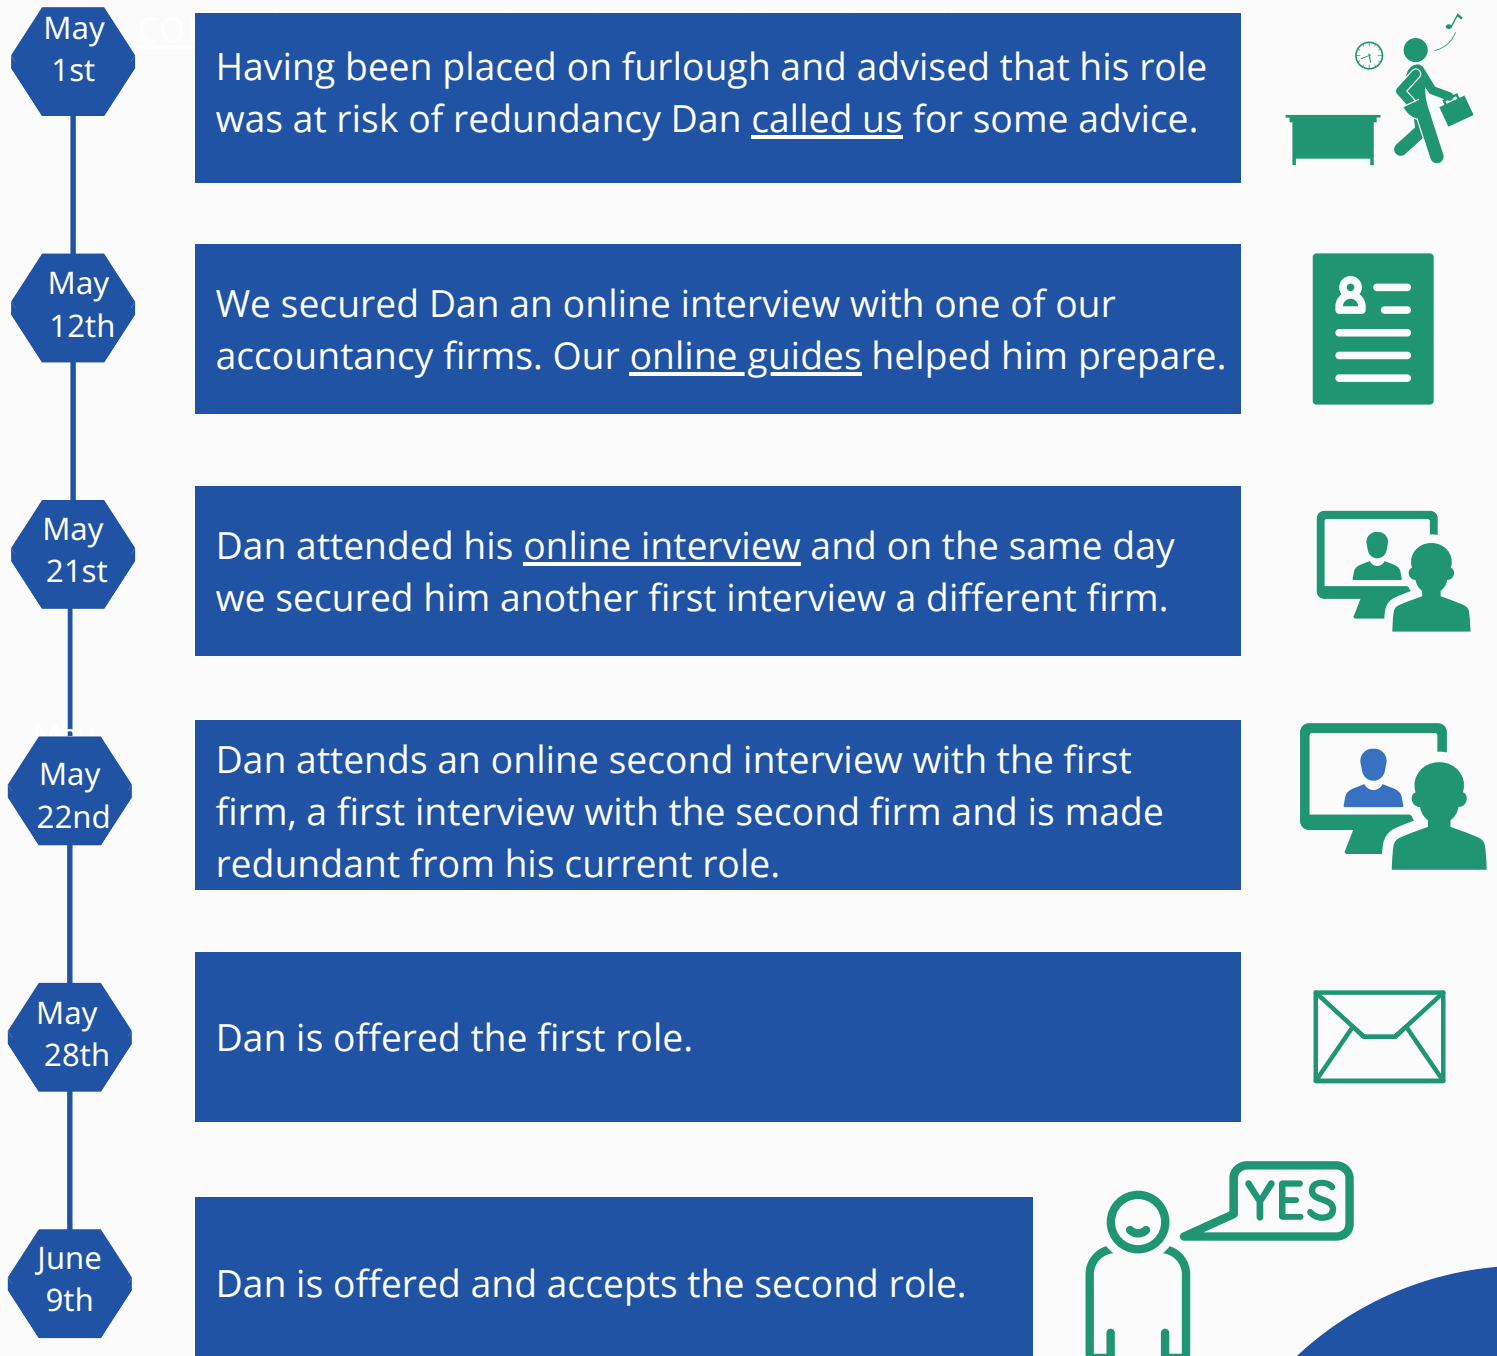 May
1st
Having been placed on furlough and advised that his role
was at risk of redundancy Dan called us for some advice.
May
12th
We secured Dan an online interview with one of our
accountancy firms. Our online guides helped him prepare.
May
21st
Dan attended his online interview and on the same day
we secured him another first interview a different firm.
May
22nd
Dan attends an online second interview with the first
firm, a first interview with the second firm and is made
redundant from his current role.
May
28th
Dan is offered the first role.
YES
June
9th
Dan is offered and accepts the second role.